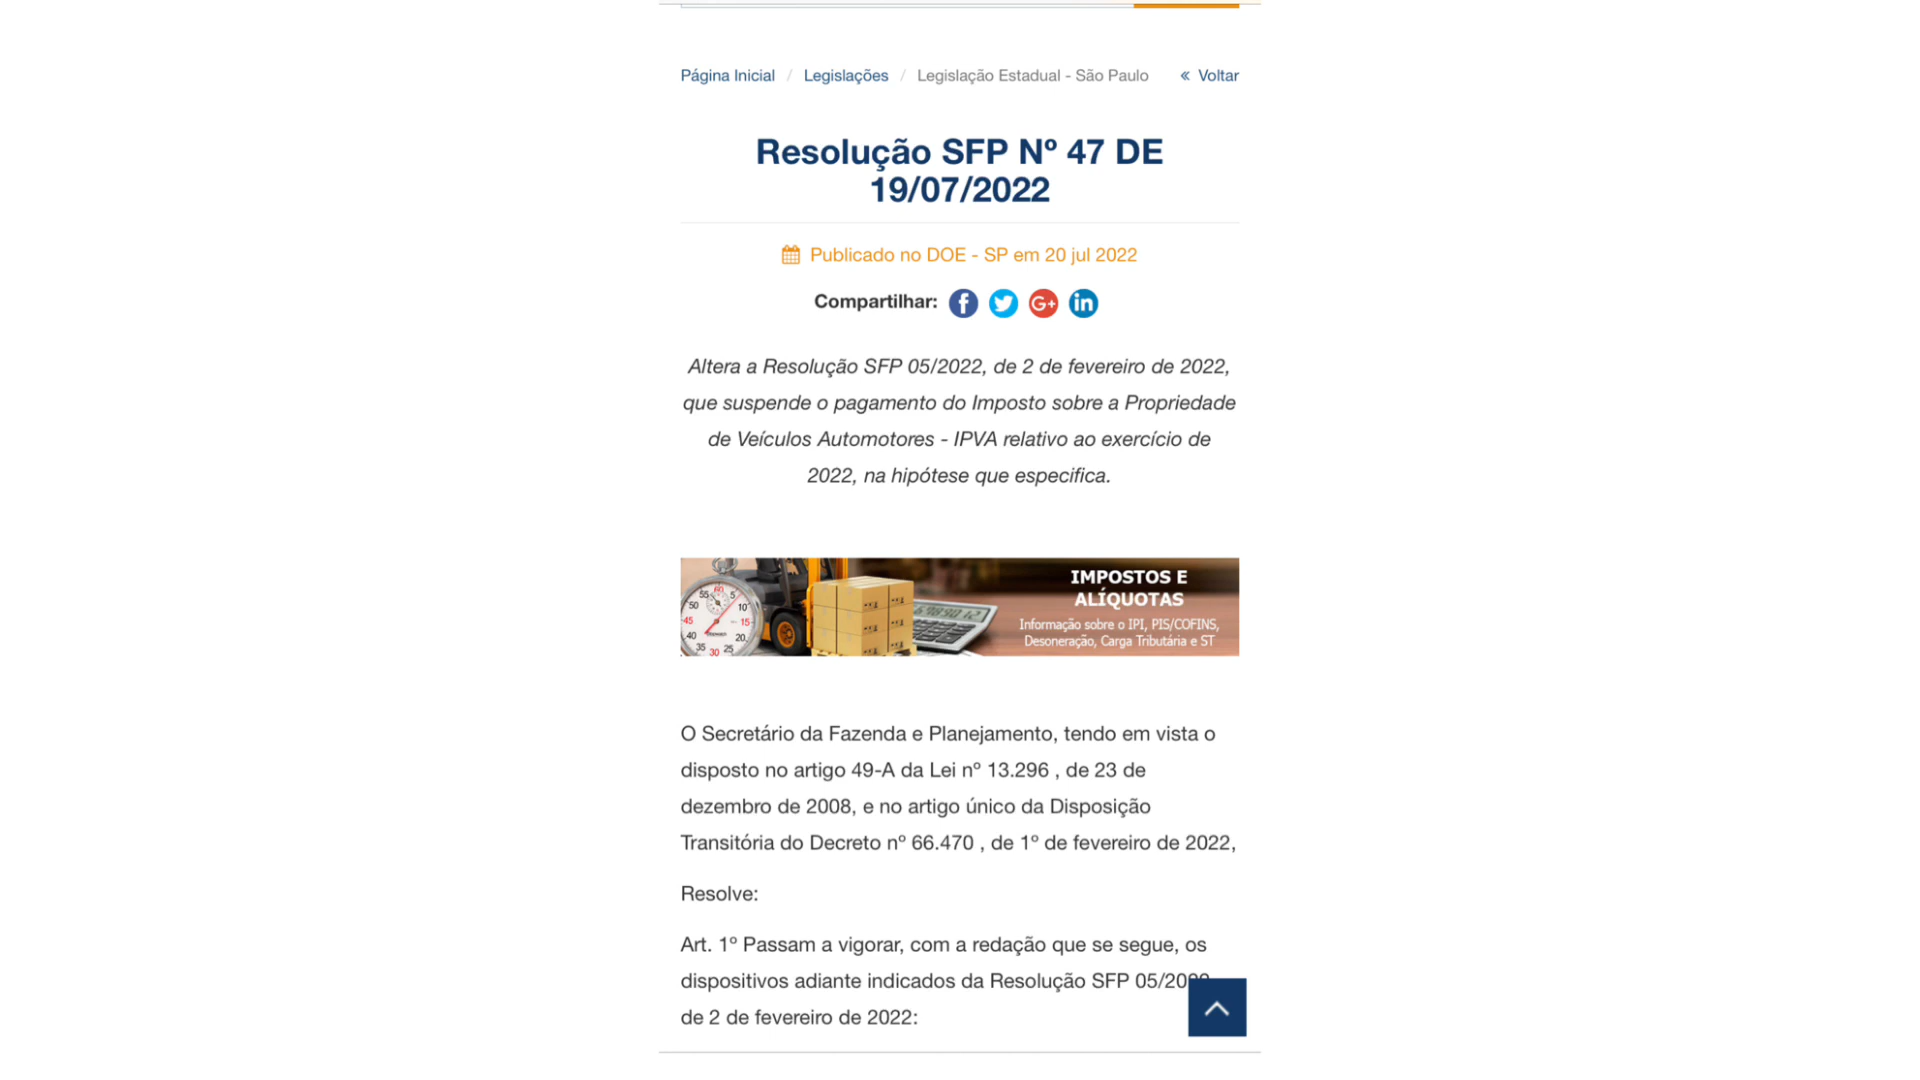 Página Inicial / Legislações / Legislação Estadual - São Paulo « Voltar
Resolução SFP Nº 47 DE
19/07/2022
Publicado no DOE - SP em 20 jul 2022
Compartilhar:
Altera a Resolução SFP 05/2022, de 2 de fevereiro de 2022,
que suspende o pagamento do Imposto sobre a Propriedade
de Veículos Automotores - IPVA relativo ao exercício de
2022, na hipótese que especifica.
IMPOSTOS E
ALÍQUOTAS
Informação sobre o IPI, PIS/COFINS,
Desoneração, Carga Tributária e ST
O Secretário da Fazenda e Planejamento, tendo em vista o
disposto no artigo 49-A da Lei nº 13.296 , de 23 de
dezembro de 2008, e no artigo único da Disposição
Transitória do Decreto nº 66.470 , de 1º de fevereiro de 2022,
Resolve:
Art. 1º Passam a vigorar, com a redação que se segue, os
dispositivos adiante indicados da Resolução SFP 05/2022
de 2 de fevereiro de 2022: